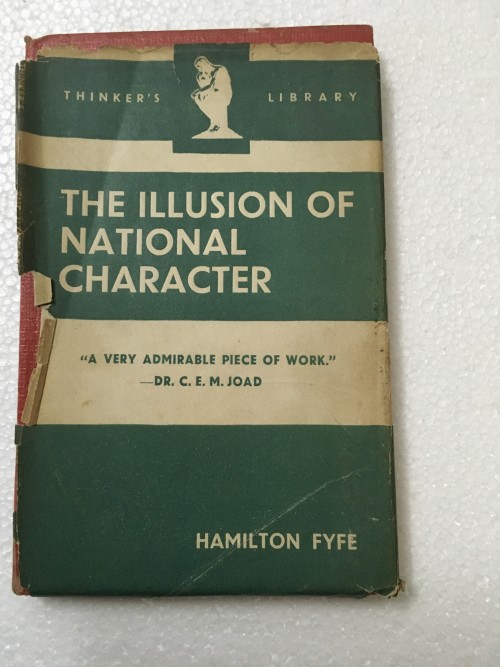 THINKER'S LIBRARY
THE ILLUSION OF
NATIONAL
CHARACTER
"A VERY ADMIRABLE PIECE OF WORK."
—DR. C. E. M. JOAD
HAMILTON FYFE